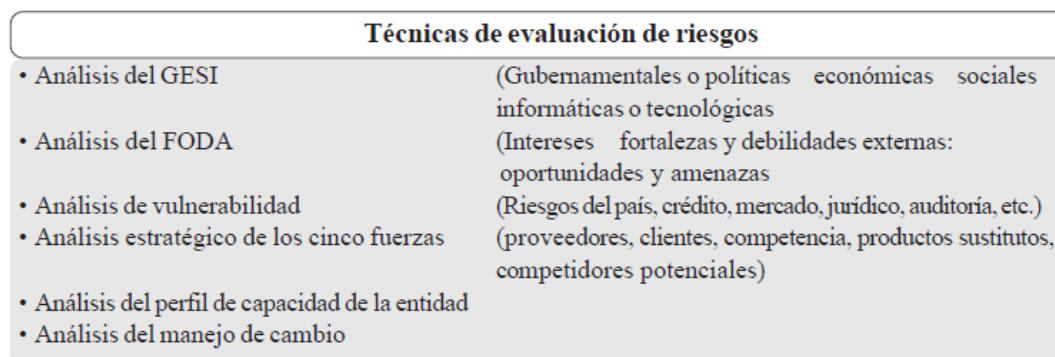 Técnicas de evaluación de riesgos
• Análisis del GESI (Gubernamentales o políticas económicas sociales
informáticas o tecnológicas
• Análisis del FODA (Intereses fortalezas y debilidades externas:
oportunidades y amenazas
• Análisis de vulnerabilidad (Riesgos del país, crédito, mercado, jurídico, auditoría, etc.)
• Análisis estratégico de los cinco fuerzas (proveedores, clientes, competencia, productos sustitutos,
competidores potenciales)
• Análisis del perfil de capacidad de la entidad
• Análisis del manejo de cambio